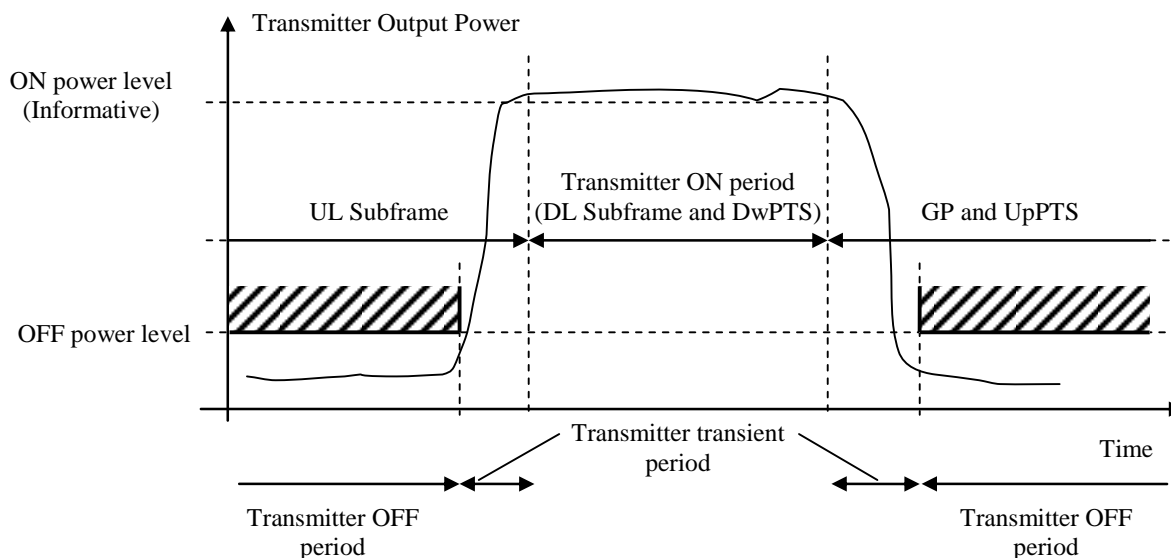 Transmitter Output Power
ON power level
(Informative)
UL Subframe
Transmitter ON period
(DL Subframe and DwPTS)
GP and UpPTS
OFF power level
Transmitter transient
period
Time
Transmitter OFF
period
Transmitter OFF
period